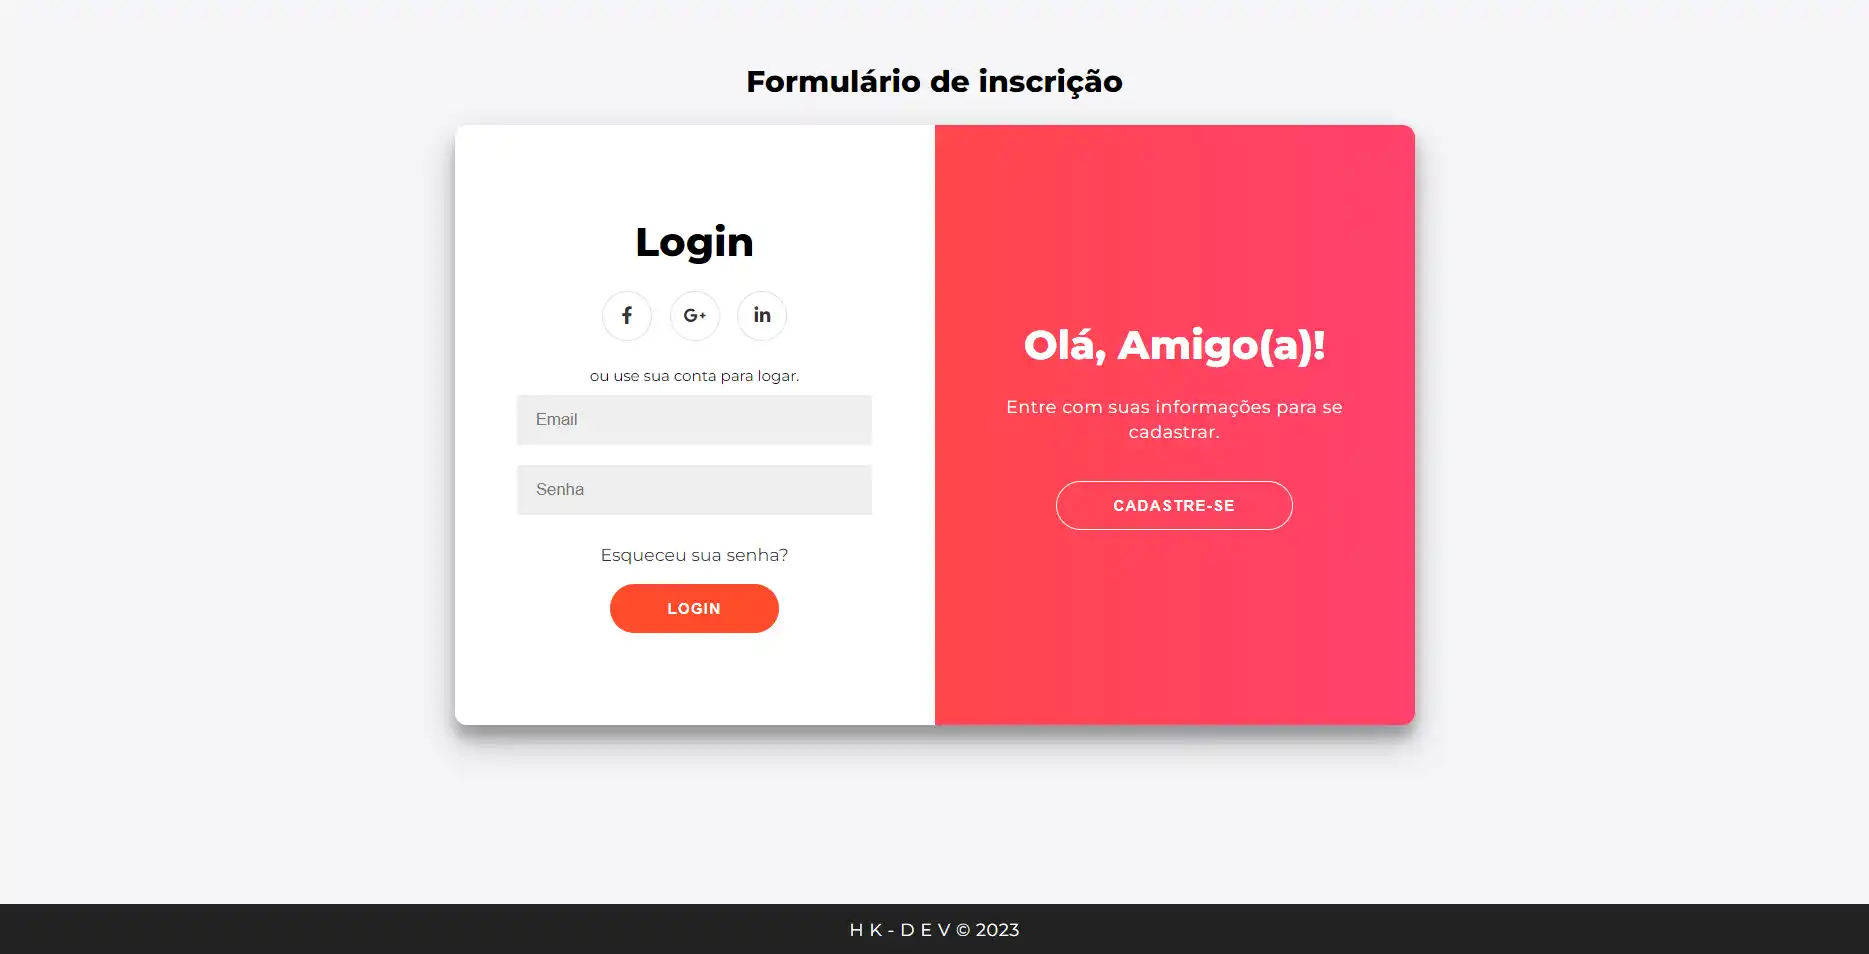 Formulário de inscrição
Login
f G+ in
ou use sua conta para logar.
Email
Senha
Esqueceu sua senha?
LOGIN
Olá, Amigo(a)!
Entre com suas informações para se
cadastrar.
CADASTRE-SE
H K - D E V © 2023